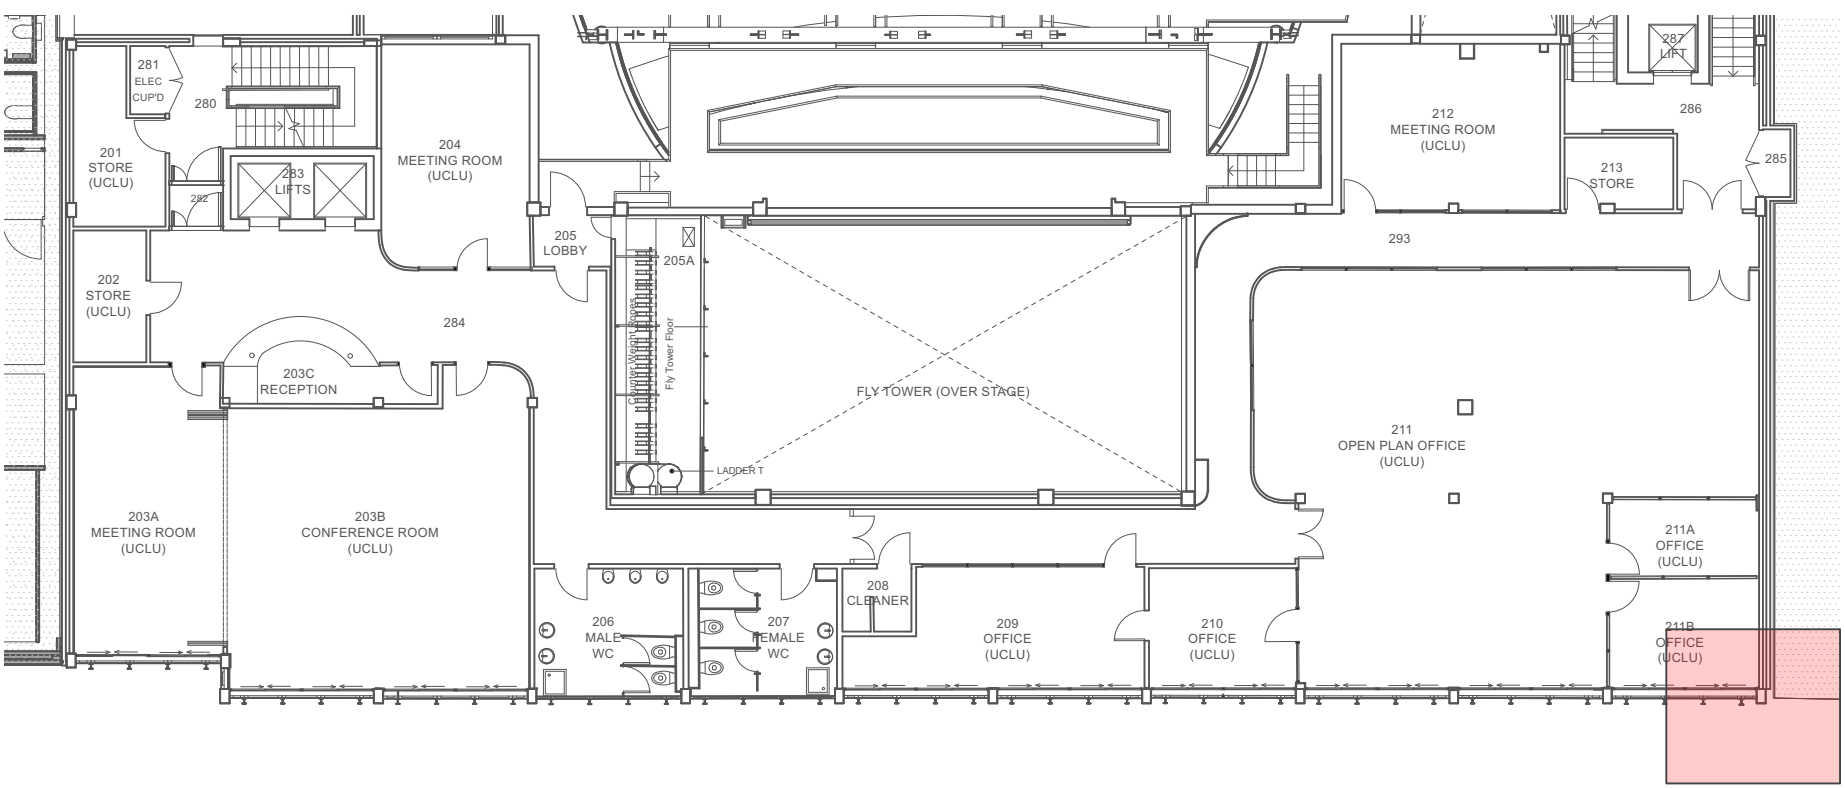 281
ELEC
CUP'D
280
201
STORE
(UCLU)
283
LIFTS
282
204
MEETING ROOM
(UCLU)
202
STORE
(UCLU)
284
205
LOBBY
205A
Counter Weight Ropes
Fly Tower Floor
LADDER T
FLY TOWER (OVER STAGE)
203C
RECEPTION
203A
MEETING ROOM
(UCLU)
203B
CONFERENCE ROOM
(UCLU)
206
MALE
WC
207
FEMALE
WC
208
CLEANER
209
OFFICE
(UCLU)
210
OFFICE
(UCLU)
211
OPEN PLAN OFFICE
(UCLU)
211A
OFFICE
(UCLU)
211B
OFFICE
(UCLU)
212
MEETING ROOM
(UCLU)
213
STORE
293
285
286
287
LIFT